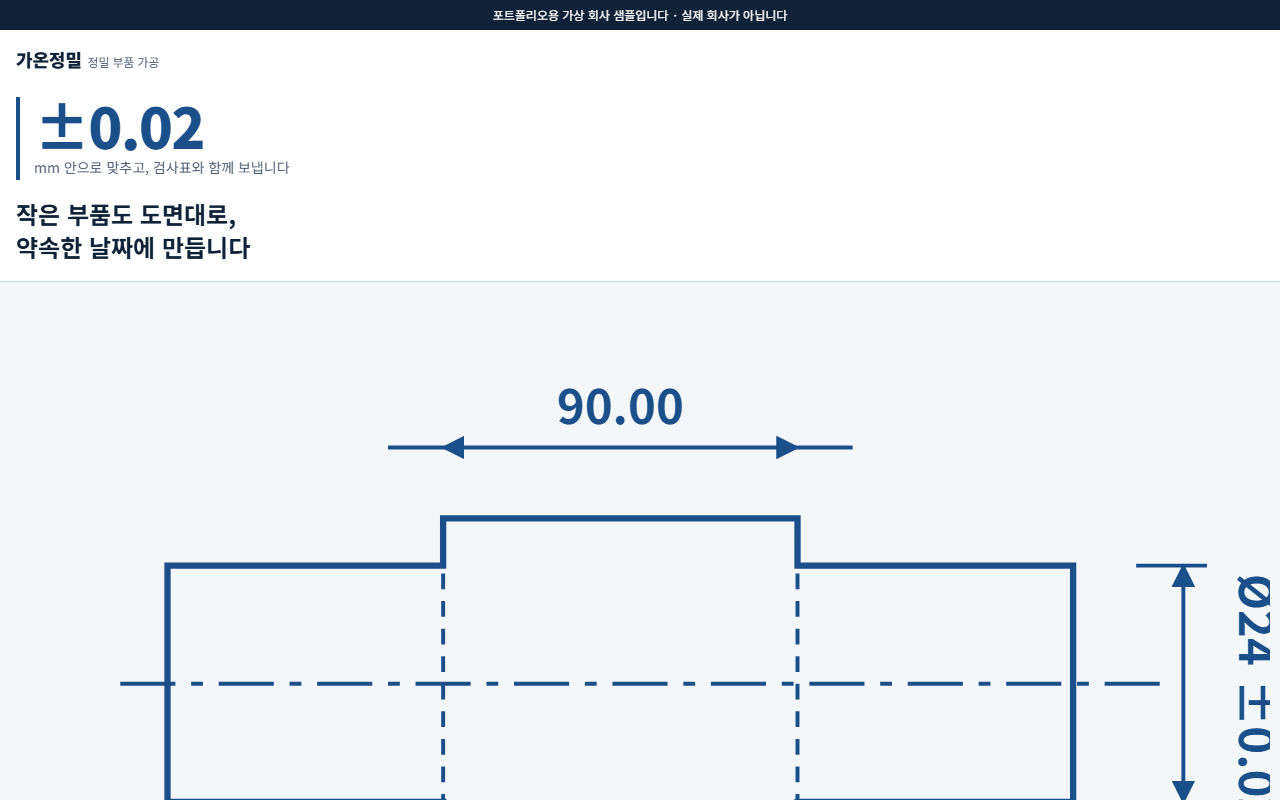 포트폴리오용 가상 회사 샘플입니다 · 실제 회사가 아닙니다
가온정밀 정밀 부품 가공
±0.02
mm 안으로 맞추고, 검사표와 함께 보냅니다
작은 부품도 도면대로,
약속한 날짜에 만듭니다
90.00
Ø24